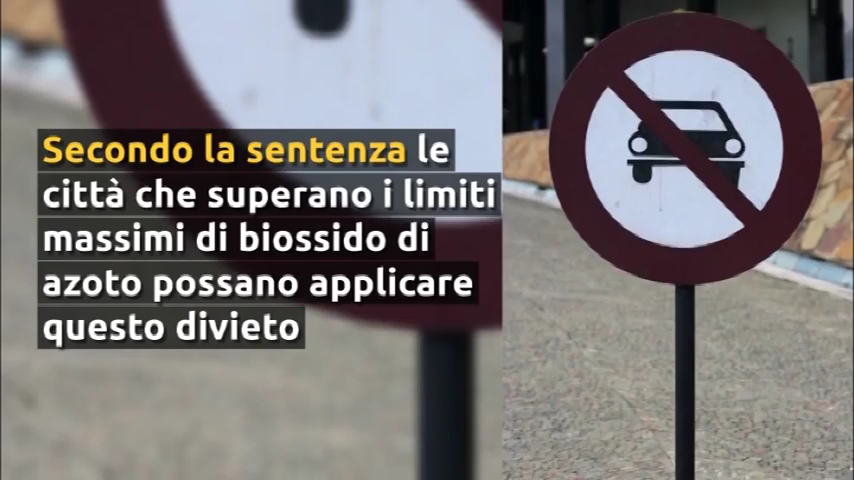 Secondo la sentenza le
città che superano i limiti
massimi di biossido di
azoto possano applicare
questo divieto